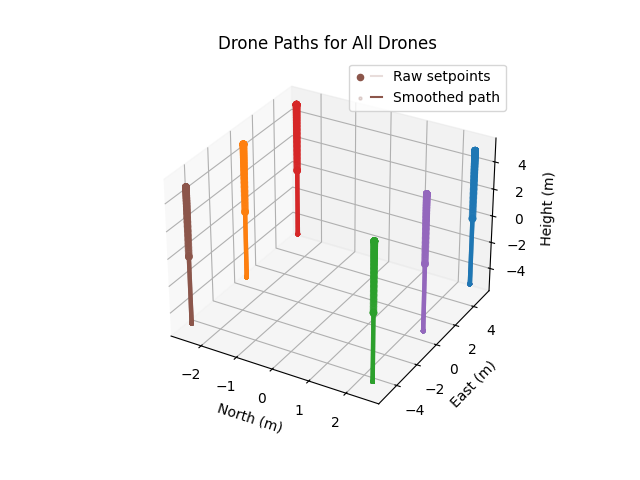 Drone Paths for All Drones
Raw setpoints
Smoothed path
4
2
0
−2
−4
Height (m)
−2
−1
0
1
2
North (m)
−4
−2
0
2
4
East (m)